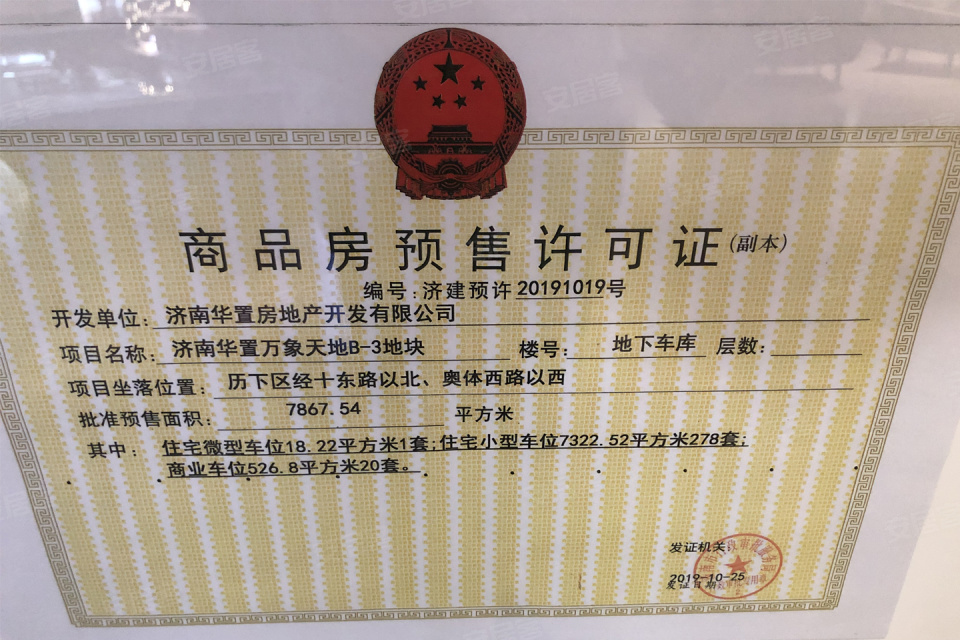 商品房预售许可证(副本)
编号:济建预许20191019号
开发单位: 济南华置房地产开发有限公司
项目名称: 济南华置万象天地B-3地块 楼号: 地下车库 层数:
项目坐落位置: 历下区经十东路以北、奥体西路以西
批准预售面积: 7867.54 平方米
其中: 住宅微型车位18.22平方米1套;住宅小型车位7322.52平方米278套;
商业车位526.8平方米20套。
发证机关:
2019-10-25
发证日期
安居客